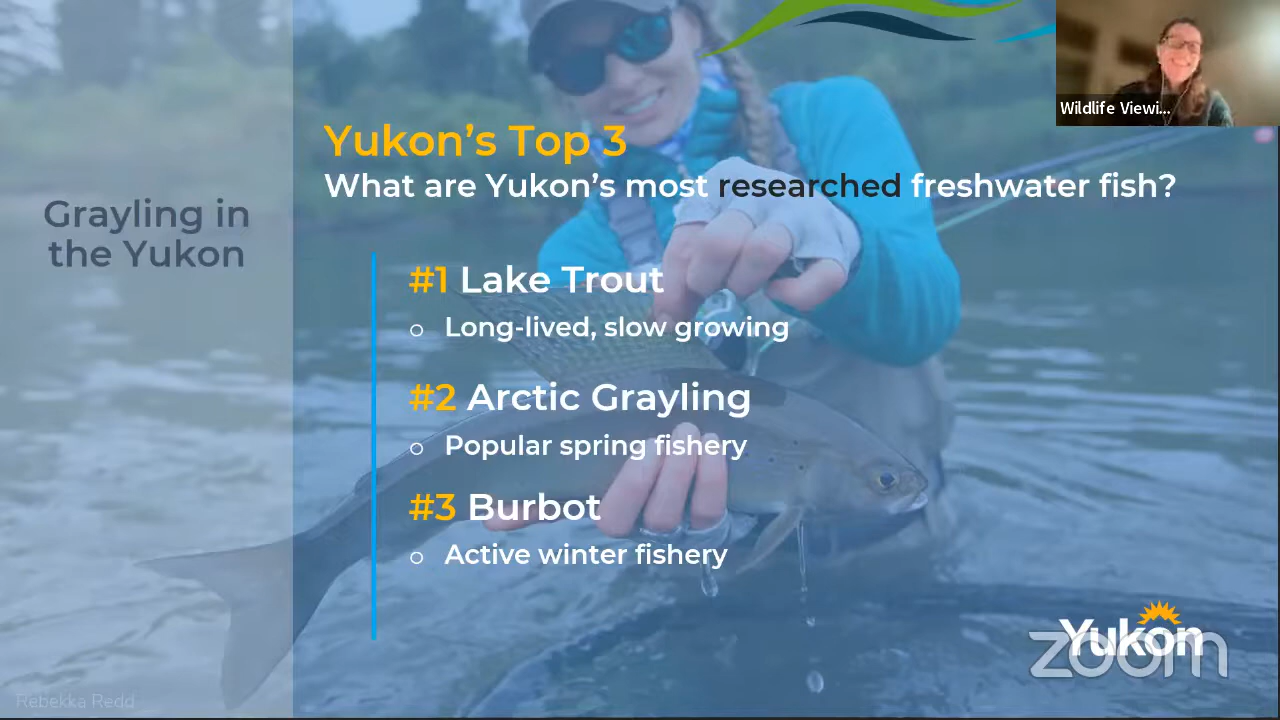 Wildlife Viewi...
Yukon's Top 3
What are Yukon's most researched freshwater fish?
Grayling in
the Yukon
#1 Lake Trout
Long-lived, slow growing
#2 Arctic Grayling
Popular spring fishery
#3 Burbot
Active winter fishery
Yukon
zoom
Rebekka Redd